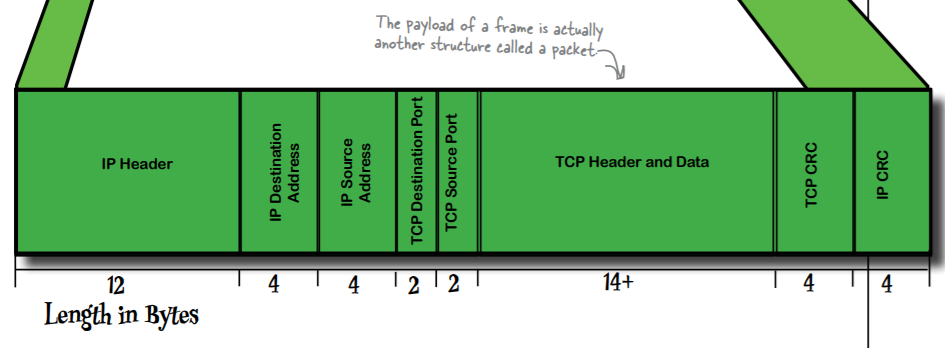 The payload of a frame is actually
another structure called a packet.
IP Header
IP Destination
Address
IP Source
Address
TCP Destination Port
TCP Source Port
TCP Header and Data
TCP CRC
IP CRC
12
4
4
2
2
14+
4
4
Length in Bytes